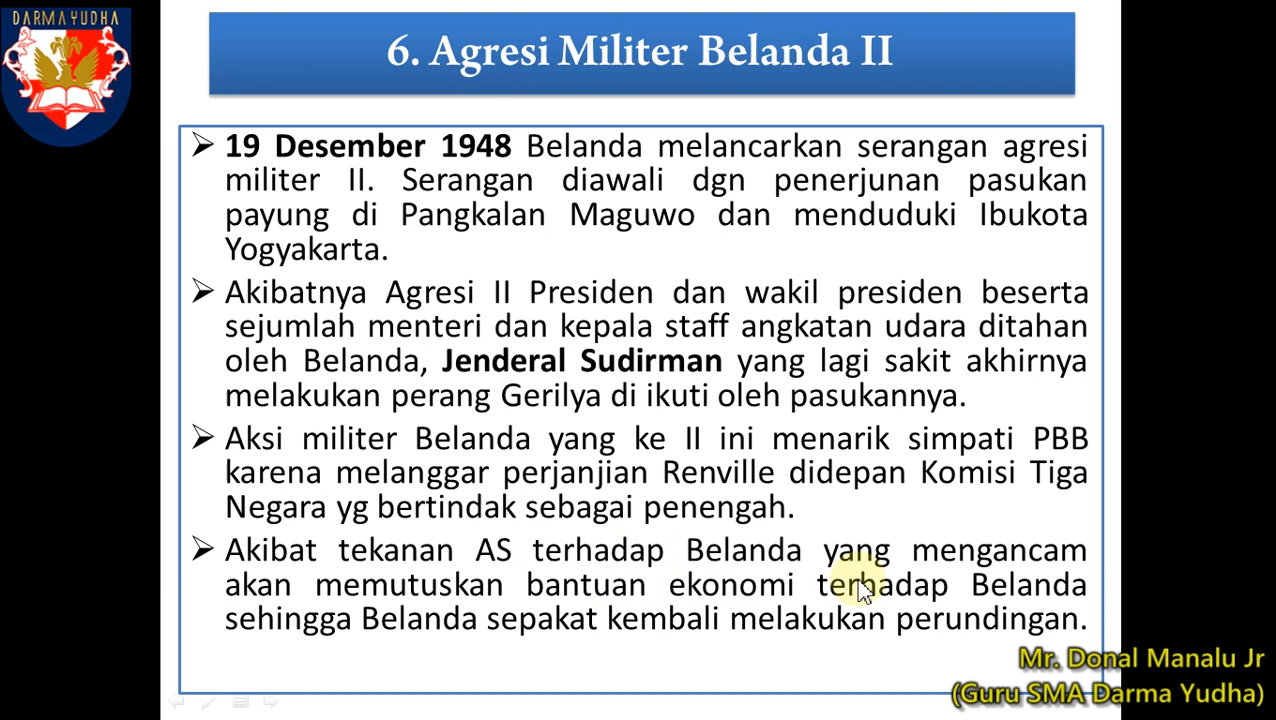 DARMA YUDHA
6. Agresi Militer Belanda II
➢ 19 Desember 1948 Belanda melancarkan serangan agresi
militer II. Serangan diawali dgn penerjunan pasukan
payung di Pangkalan Maguwo dan menduduki Ibukota
Yogyakarta.
➢ Akibatnya Agresi II Presiden dan wakil presiden beserta
sejumlah menteri dan kepala staff angkatan udara ditahan
oleh Belanda, Jenderal Sudirman yang lagi sakit akhirnya
melakukan perang Gerilya di ikuti oleh pasukannya.
➢ Aksi militer Belanda yang ke II ini menarik simpati PBB
karena melanggar perjanjian Renville didepan Komisi Tiga
Negara yg bertindak sebagai penengah.
➢ Akibat tekanan AS terhadap Belanda yang mengancam
akan memutuskan bantuan ekonomi terhadap Belanda
sehingga Belanda sepakat kembali melakukan perundingan.
Mr. Donal Manalu Jr
(Guru SMA Darma Yudha)